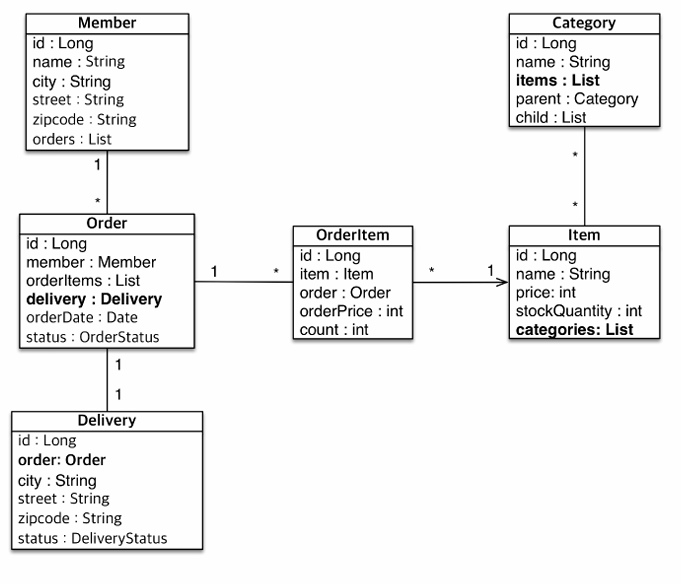 Member
id : Long
name : String
city : String
street : String
zipcode : String
orders : List
1
*
Order
id : Long
member : Member
orderItems : List
delivery : Delivery
orderDate : Date
status : OrderStatus
1
*
OrderItem
id : Long
item : Item
order : Order
orderPrice : int
count : int
*
1
Category
id : Long
name : String
items : List
parent : Category
child : List
*
*
Item
id : Long
name : String
price: int
stockQuantity : int
categories: List
1
1
Delivery
id : Long
order: Order
city : String
street : String
zipcode : String
status : DeliveryStatus